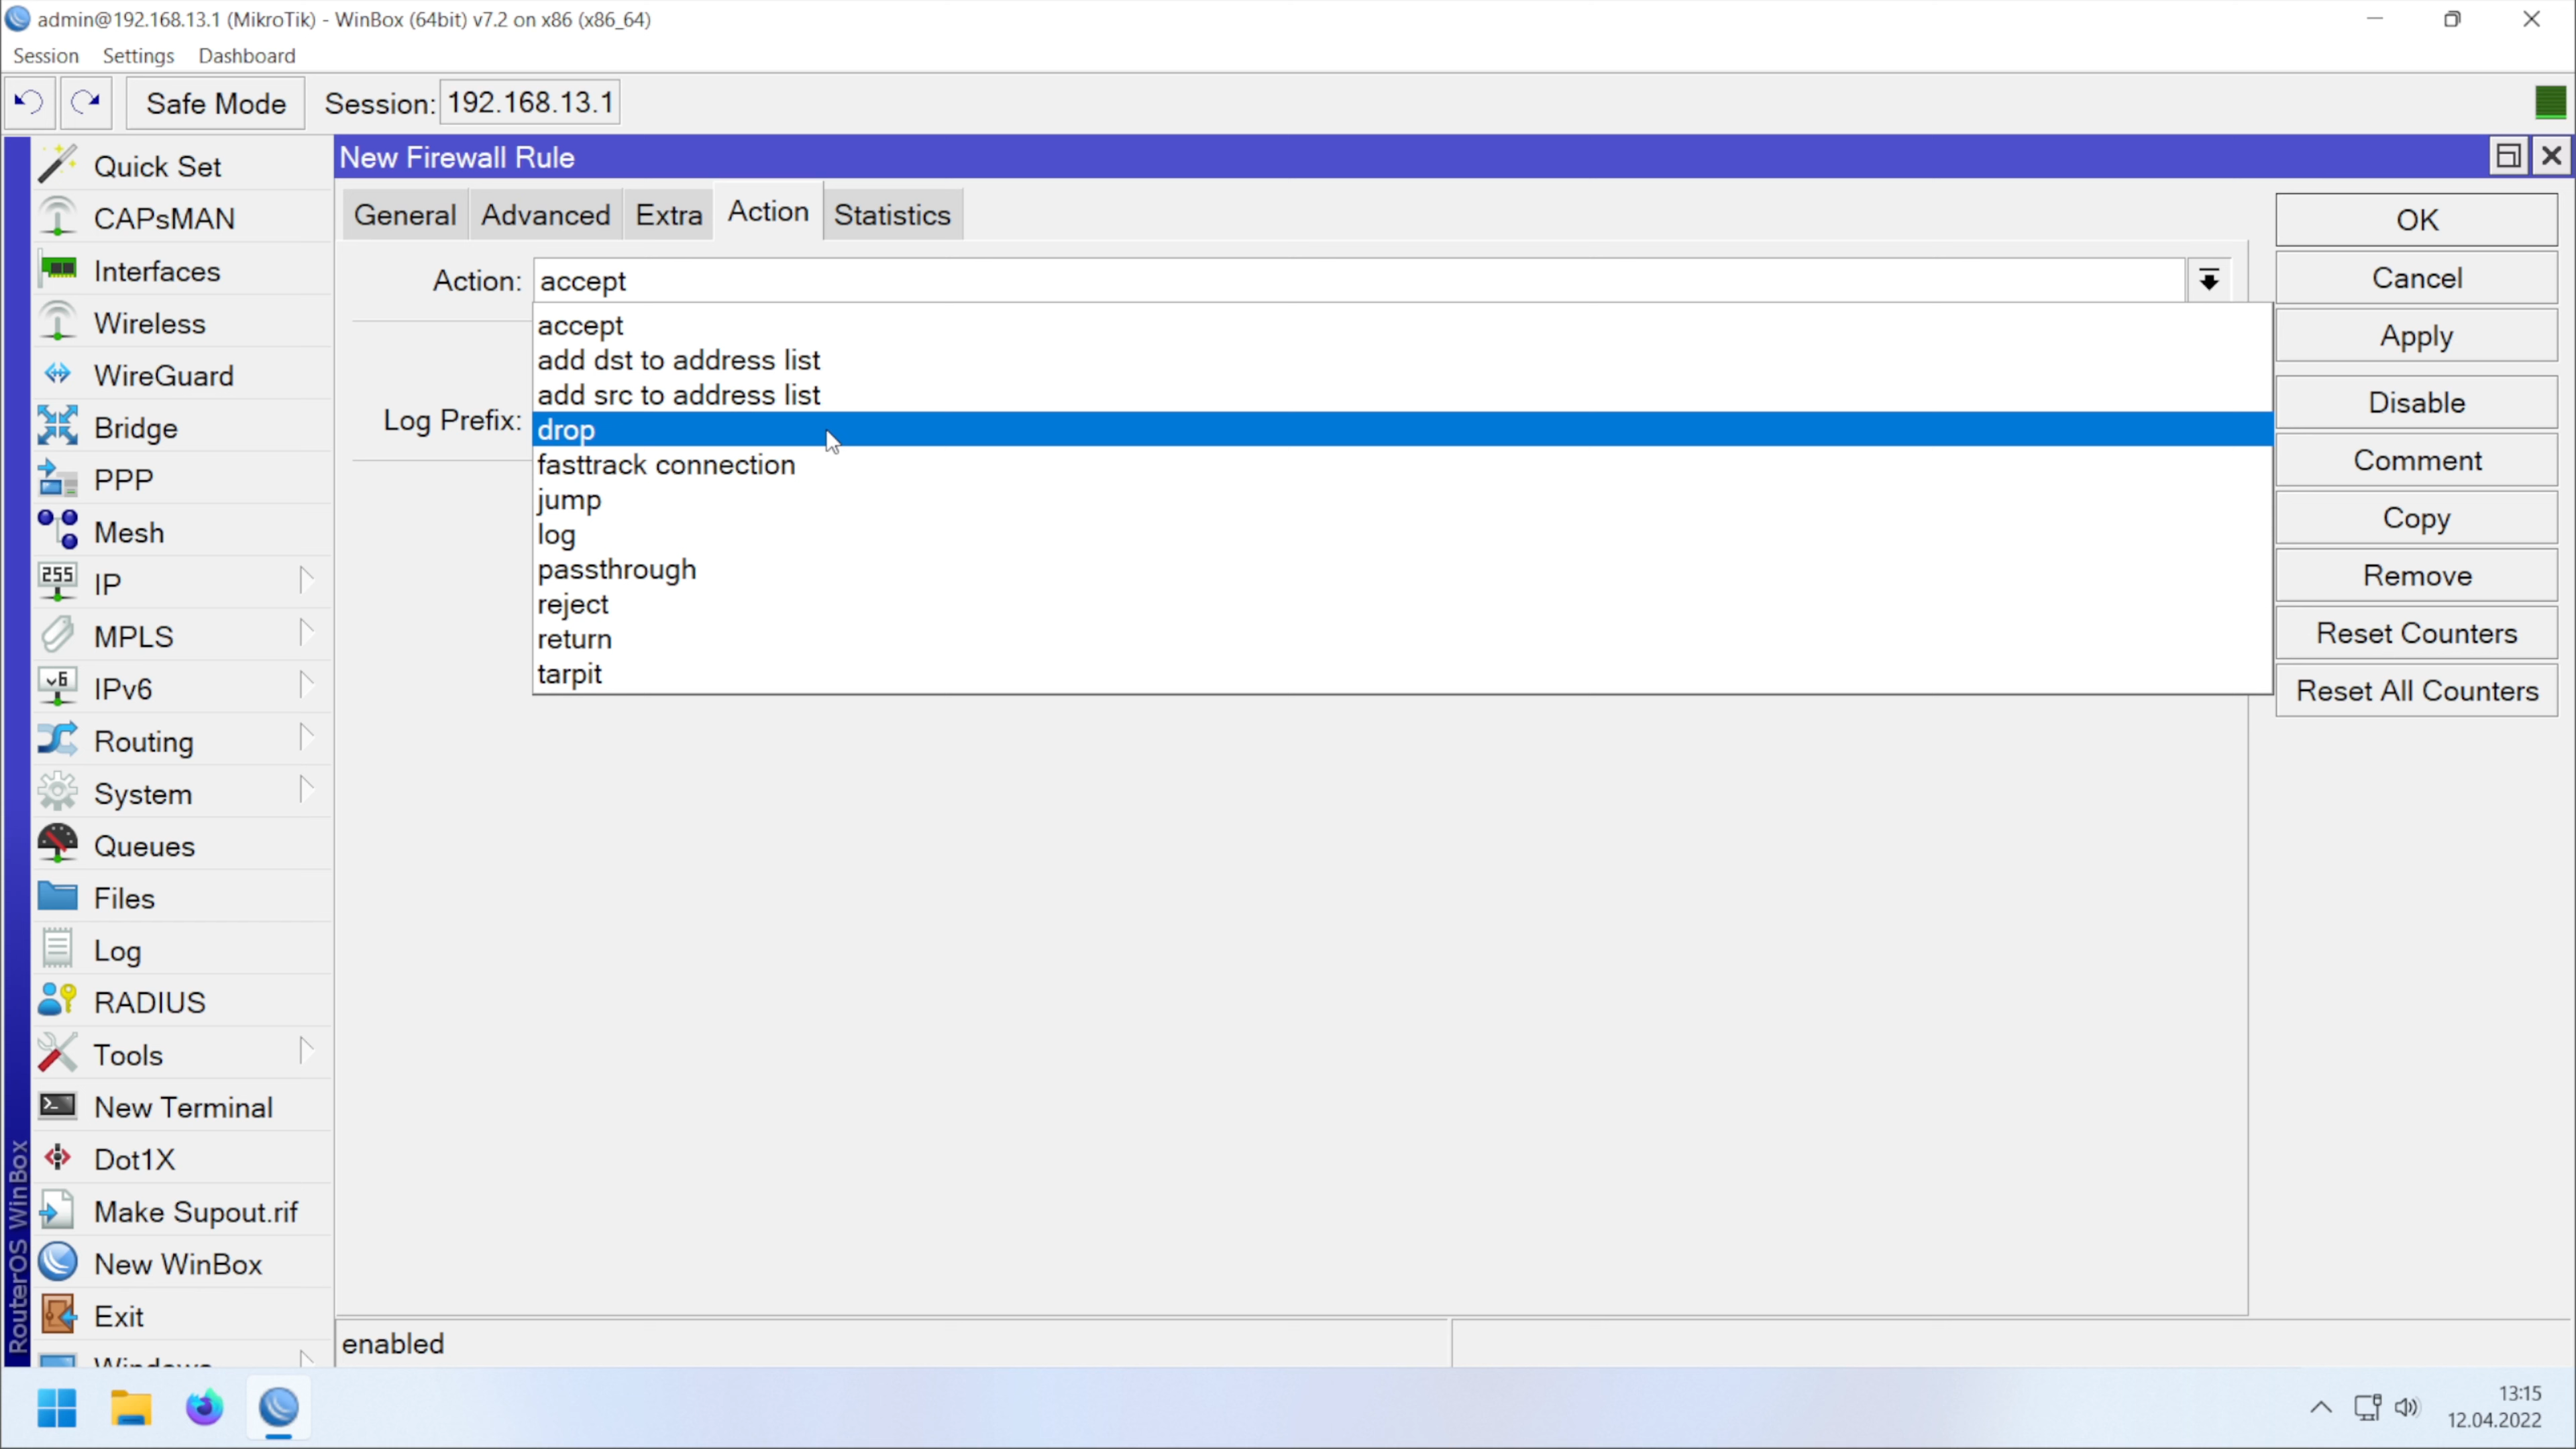 admin@192.168.13.1 (MikroTik) - WinBox (64bit) v7.2 on x86 (x86_64)
Session Settings Dashboard
Safe Mode Session: 192.168.13.1
Quick Set
CAPsMAN
Interfaces
Wireless
WireGuard
Bridge
PPP
Mesh
255 IP
MPLS
v6 IPv6
Routing
System
Queues
Files
Log
RADIUS
Tools
New Terminal
Dot1X
Make Supout.rif
New WinBox
Exit
Windows
RouterOS WinBox
New Firewall Rule
General Advanced Extra Action Statistics
Action: accept
accept
add dst to address list
add src to address list
Log Prefix:
drop
fasttrack connection
jump
log
passthrough
reject
return
tarpit
OK
Cancel
Apply
Disable
Comment
Copy
Remove
Reset Counters
Reset All Counters
enabled
13:15
12.04.2022